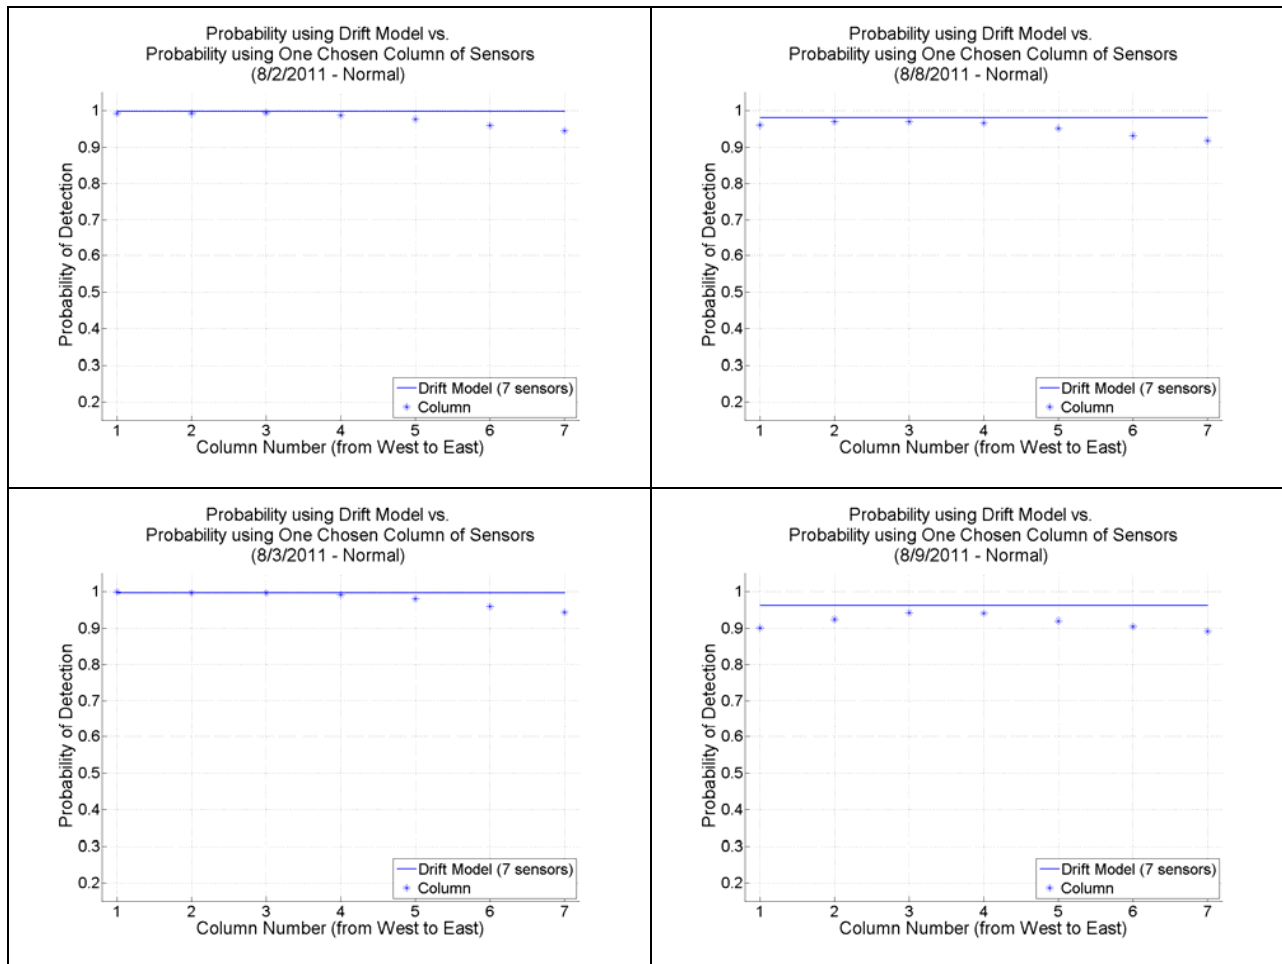 Probability using Drift Model vs.
Probability using One Chosen Column of Sensors
(8/2/2011 - Normal)
1
0.9
0.8
0.7
0.6
0.5
0.4
0.3
0.2
Probability of Detection
Drift Model (7 sensors)
Column
1 2 3 4 5 6 7
Column Number (from West to East)
Probability using Drift Model vs.
Probability using One Chosen Column of Sensors
(8/8/2011 - Normal)
1
0.9
0.8
0.7
0.6
0.5
0.4
0.3
0.2
Probability of Detection
Drift Model (7 sensors)
Column
1 2 3 4 5 6 7
Column Number (from West to East)
Probability using Drift Model vs.
Probability using One Chosen Column of Sensors
(8/3/2011 - Normal)
1
0.9
0.8
0.7
0.6
0.5
0.4
0.3
0.2
Probability of Detection
Drift Model (7 sensors)
Column
1 2 3 4 5 6 7
Column Number (from West to East)
Probability using Drift Model vs.
Probability using One Chosen Column of Sensors
(8/9/2011 - Normal)
1
0.9
0.8
0.7
0.6
0.5
0.4
0.3
0.2
Probability of Detection
Drift Model (7 sensors)
Column
1 2 3 4 5 6 7
Column Number (from West to East)